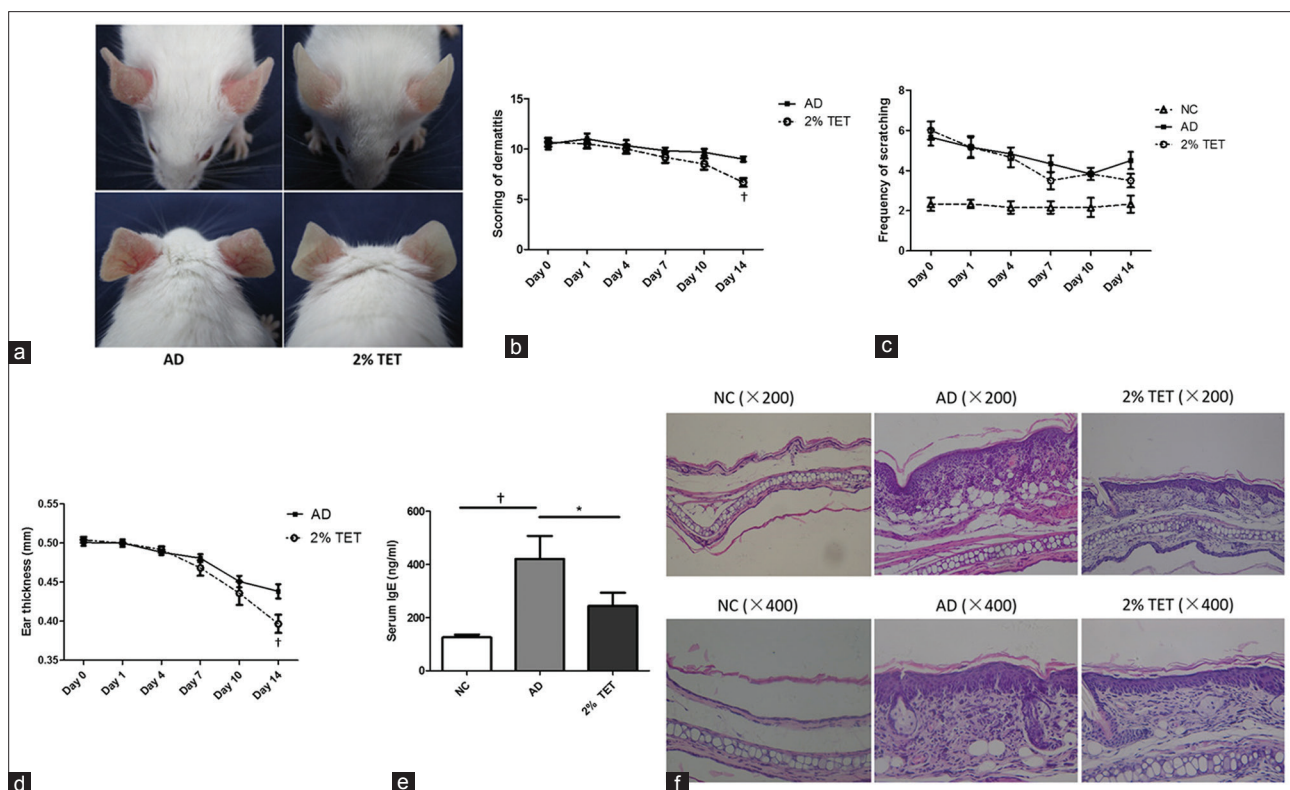 AD
2% TET
a
15
10
5
0
Scoring of dermatitis
Day 0
Day 1
Day 4
Day 7
Day 10
Day 14
†
AD
2% TET
b
8
6
4
2
0
Frequency of scratching
Day 0
Day 1
Day 4
Day 7
Day 10
Day 14
NC
AD
2% TET
c
0.55
0.50
0.45
0.40
0.35
Ear thickness (mm)
Day 0
Day 1
Day 4
Day 7
Day 10
Day 14
†
AD
2% TET
d
600
400
200
0
Serum IgE (ng/ml)
†
*
NC
AD
2% TET
e
NC (×200)
AD (×200)
2% TET (×200)
NC (×400)
AD (×400)
2% TET (×400)
f